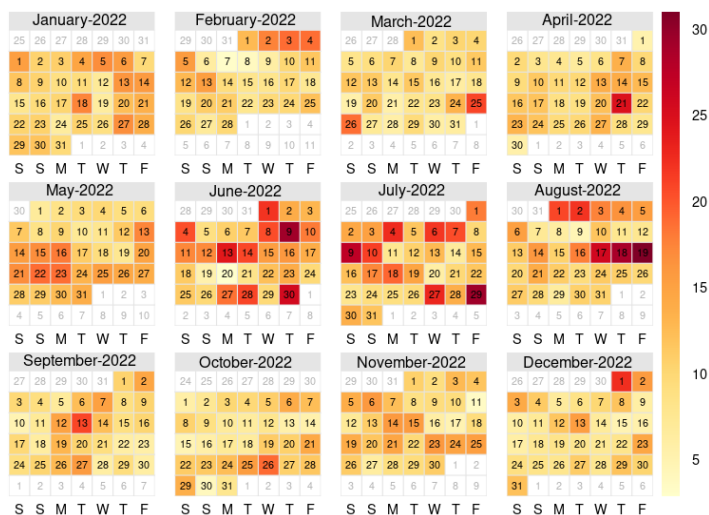 January-2022
25 26 27 28 29 30 31
1 2 3 4 5 6 7
8 9 10 11 12 13 14
15 16 17 18 19 20 21
22 23 24 25 26 27 28
29 30 31 1 2 3 4
S S M T W T F
February-2022
29 30 31 1 2 3 4
5 6 7 8 9 10 11
12 13 14 15 16 17 18
19 20 21 22 23 24 25
26 27 28 1 2 3 4
5 6 7 8 9 10 11
S S M T W T F
March-2022
26 27 28 1 2 3 4
5 6 7 8 9 10 11
12 13 14 15 16 17 18
19 20 21 22 23 24 25
26 27 28 29 30 31 1
2 3 4 5 6 7 8
S S M T W T F
April-2022
26 27 28 29 30 31 1
2 3 4 5 6 7 8
9 10 11 12 13 14 15
16 17 18 19 20 21 22
23 24 25 26 27 28 29
30 1 2 3 4 5 6
S S M T W T F
May-2022
30 1 2 3 4 5 6
7 8 9 10 11 12 13
14 15 16 17 18 19 20
21 22 23 24 25 26 27
28 29 30 31 1 2 3
4 5 6 7 8 9 10
S S M T W T F
June-2022
28 29 30 31 1 2 3
4 5 6 7 8 9 10
11 12 13 14 15 16 17
18 19 20 21 22 23 24
25 26 27 28 29 30 1
2 3 4 5 6 7 8
S S M T W T F
July-2022
25 26 27 28 29 30 1
2 3 4 5 6 7 8
9 10 11 12 13 14 15
16 17 18 19 20 21 22
23 24 25 26 27 28 29
30 31 1 2 3 4 5
S S M T W T F
August-2022
30 31 1 2 3 4 5
6 7 8 9 10 11 12
13 14 15 16 17 18 19
20 21 22 23 24 25 26
27 28 29 30 31 1 2
3 4 5 6 7 8 9
S S M T W T F
September-2022
27 28 29 30 31 1 2
3 4 5 6 7 8 9
10 11 12 13 14 15 16
17 18 19 20 21 22 23
24 25 26 27 28 29 30
1 2 3 4 5 6 7
S S M T W T F
October-2022
24 25 26 27 28 29 30
1 2 3 4 5 6 7
8 9 10 11 12 13 14
15 16 17 18 19 20 21
22 23 24 25 26 27 28
29 30 31 1 2 3 4
S S M T W T F
November-2022
29 30 31 1 2 3 4
5 6 7 8 9 10 11
12 13 14 15 16 17 18
19 20 21 22 23 24 25
26 27 28 29 30 1 2
3 4 5 6 7 8 9
S S M T W T F
December-2022
26 27 28 29 30 1 2
3 4 5 6 7 8 9
10 11 12 13 14 15 16
17 18 19 20 21 22 23
24 25 26 27 28 29 30
31 1 2 3 4 5 6
S S M T W T F
30
25
20
15
10
5